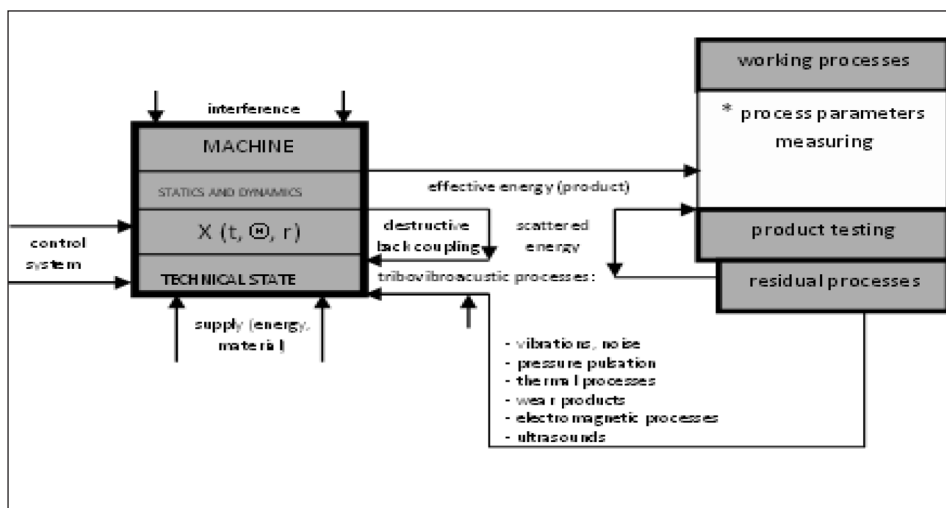 working processes
* process parameters
measuring
product testing
residual processes
interference
MACHINE
STATICS AND DYNAMICS
X (t, Θ, r)
TECHNICAL STATE
control
system
supply (energy,
material)
effective energy (product)
destructive
back coupling
scattered
energy
tribovibroacustic processes:
- vibrations, noise
- pressure pulsation
- thermal processes
- wear products
- electromagnetic processes
- ultrasounds